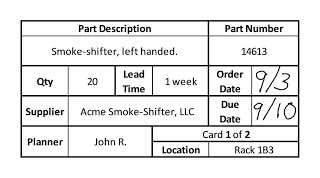 Part Description Part Number
Smoke-shifter, left handed. 14613
Qty 20 Lead Time 1 week Order Date 9/3
Supplier Acme Smoke-Shifter, LLC Due Date 9/10
Planner John R. Card 1 of 2
Location Rack 1B3